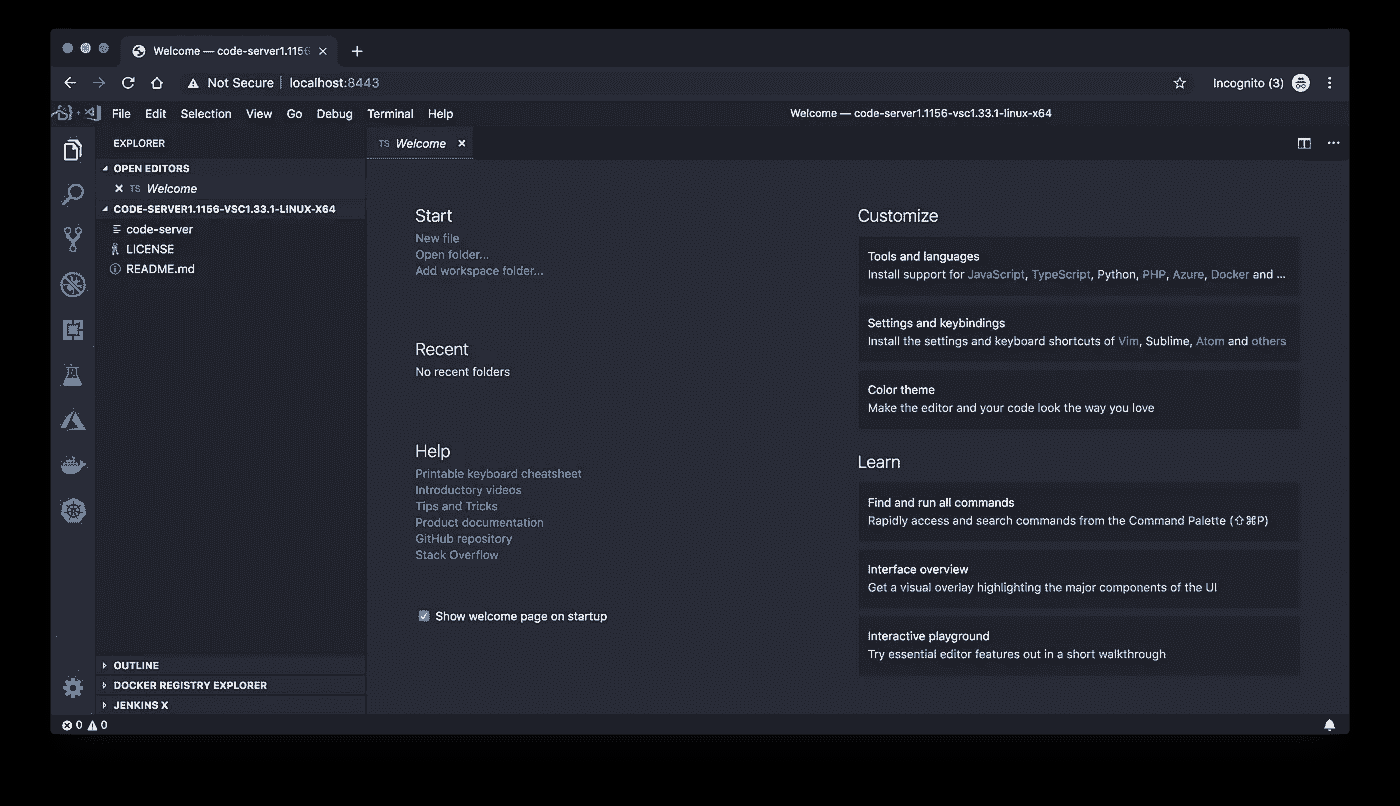 Welcome — code-server1.1156
Not Secure | localhost:8443
Incognito (3)
File Edit Selection View Go Debug Terminal Help
Welcome — code-server1.1156-vsc1.33.1-linux-x64
EXPLORER
OPEN EDITORS
TS Welcome
CODE-SERVER1.1156-VSC1.33.1-LINUX-X64
code-server
LICENSE
README.md
OUTLINE
DOCKER REGISTRY EXPLORER
JENKINS X
TS Welcome
Start
New file
Open folder...
Add workspace folder...
Recent
No recent folders
Help
Printable keyboard cheatsheet
Introductory videos
Tips and Tricks
Product documentation
GitHub repository
Stack Overflow
Show welcome page on startup
Customize
Tools and languages
Install support for JavaScript, TypeScript, Python, PHP, Azure, Docker and ...
Settings and keybindings
Install the settings and keyboard shortcuts of Vim, Sublime, Atom and others
Color theme
Make the editor and your code look the way you love
Learn
Find and run all commands
Rapidly access and search commands from the Command Palette (⇧⌘P)
Interface overview
Get a visual overlay highlighting the major components of the UI
Interactive playground
Try essential editor features out in a short walkthrough
0 0